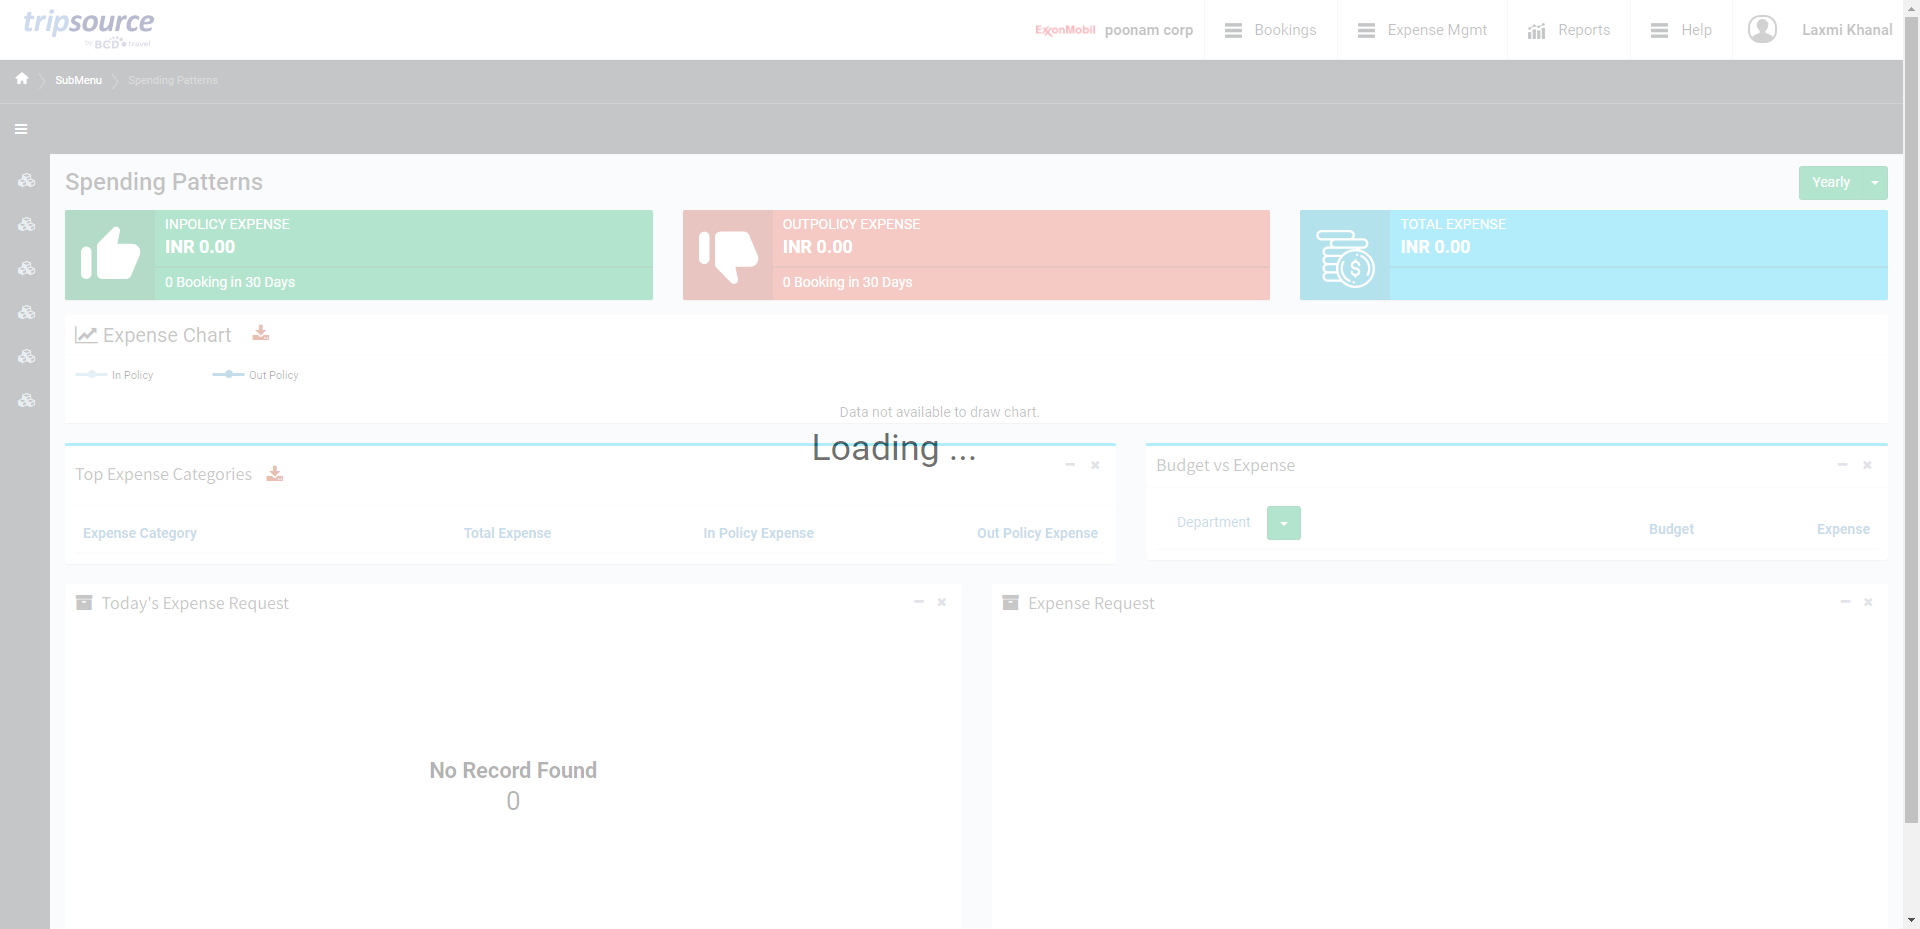 tripsource
by BCD travel
ExxonMobil poonam corp
Bookings
Expense Mgmt
Reports
Help
Laxmi Khanal
SubMenu
Spending Patterns
Spending Patterns
Yearly
INPOLICY EXPENSE
INR 0.00
0 Booking in 30 Days
OUTPOLICY EXPENSE
INR 0.00
0 Booking in 30 Days
TOTAL EXPENSE
INR 0.00
Expense Chart
In Policy
Out Policy
Data not available to draw chart.
Loading ...
Top Expense Categories
Expense Category Total Expense In Policy Expense Out Policy Expense
Budget vs Expense
Department Budget Expense
Today's Expense Request
No Record Found
0
Expense Request